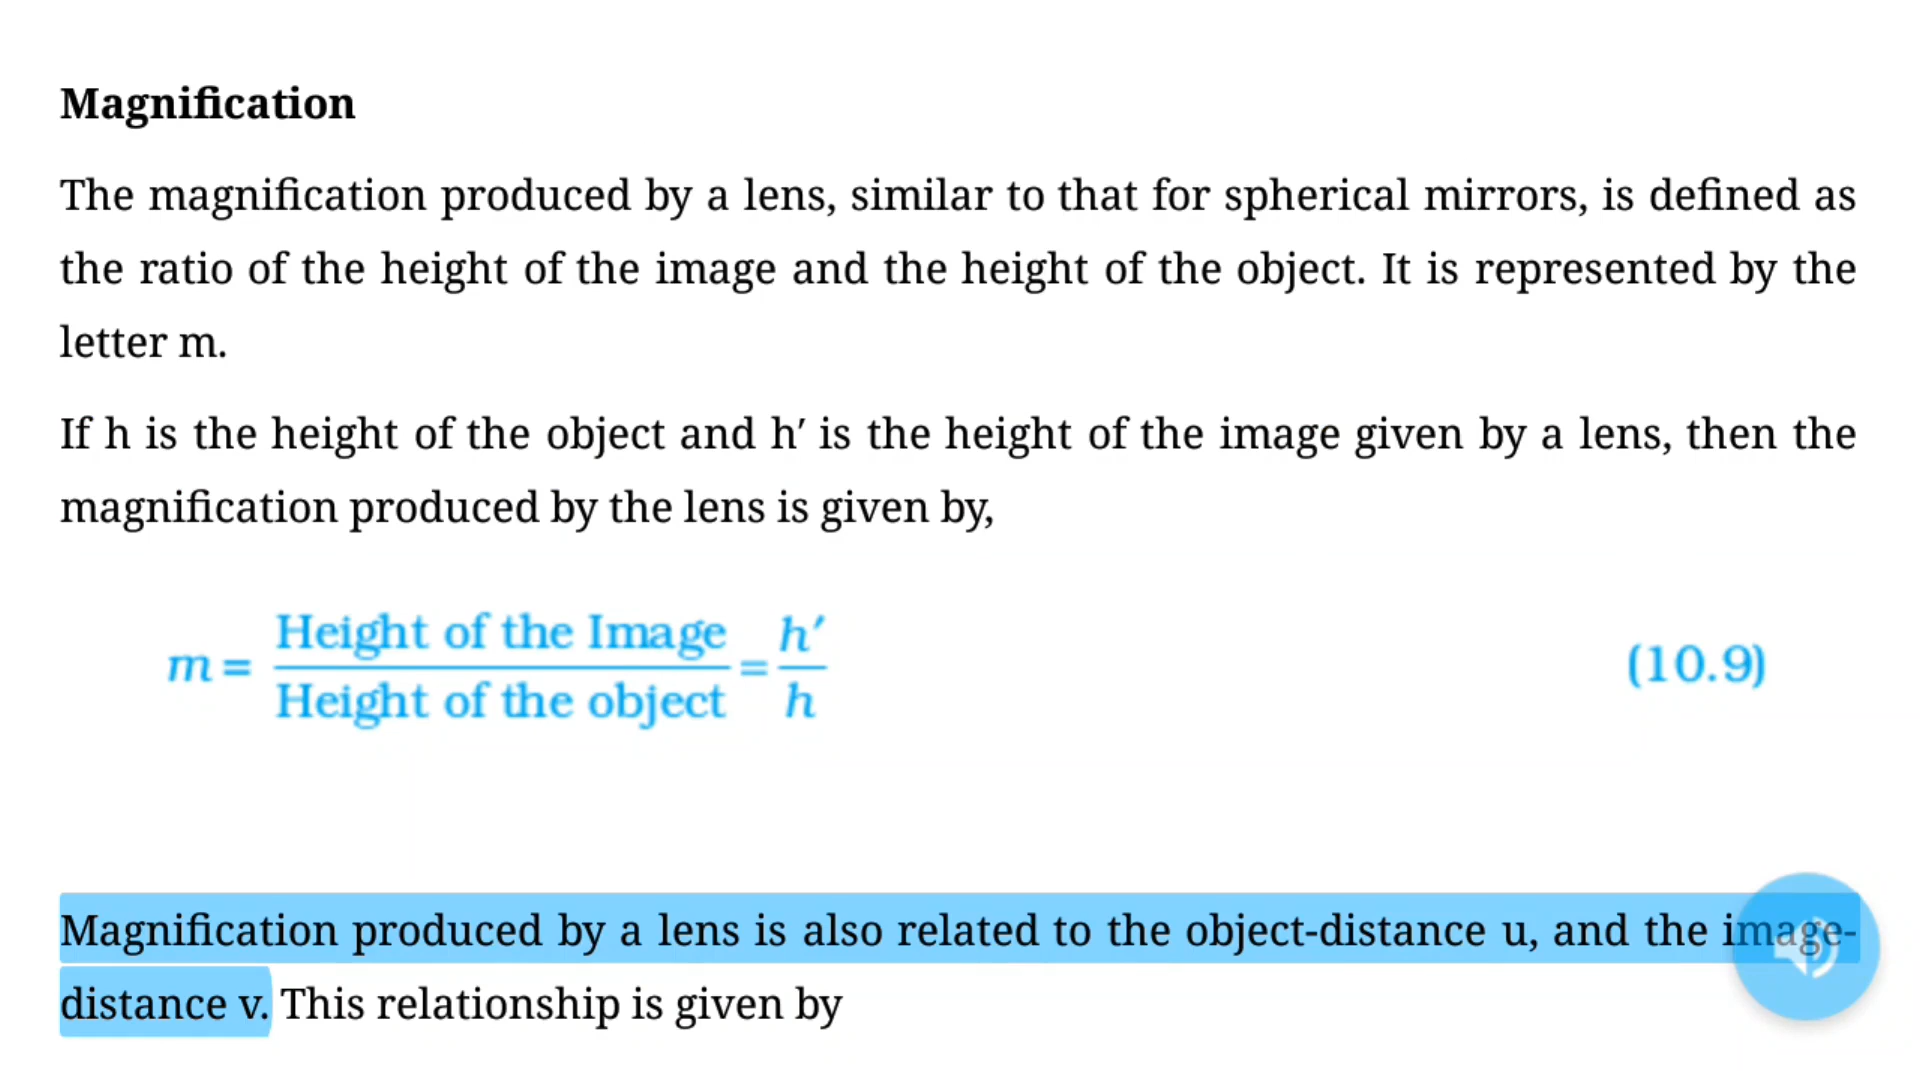 Magnification
The magnification produced by a lens, similar to that for spherical mirrors, is defined as
the ratio of the height of the image and the height of the object. It is represented by the
letter m.
If h is the height of the object and h′ is the height of the image given by a lens, then the
magnification produced by the lens is given by,
m = Height of the Image / Height of the object = h′ / h (10.9)
Magnification produced by a lens is also related to the object-distance u, and the image-
distance v. This relationship is given by